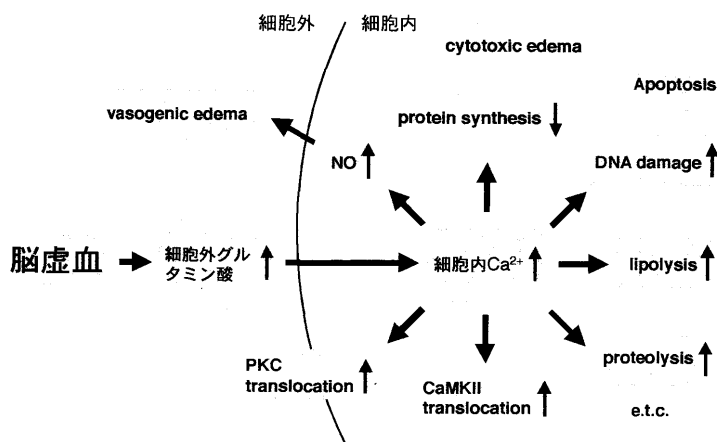 細胞外
細胞内
cytotoxic edema
Apoptosis
vasogenic edema
protein synthesis
NO
DNA damage
脳虚血
細胞外グル
タミン酸
細胞内Ca²⁺
lipolysis
PKC
translocation
CaMKII
translocation
proteolysis
e.t.c.